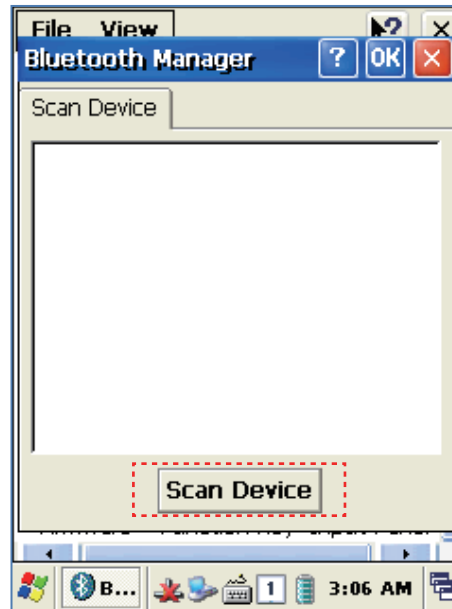 File View
Bluetooth Manager ? OK
Scan Device
Scan Device
B... 1 3:06 AM